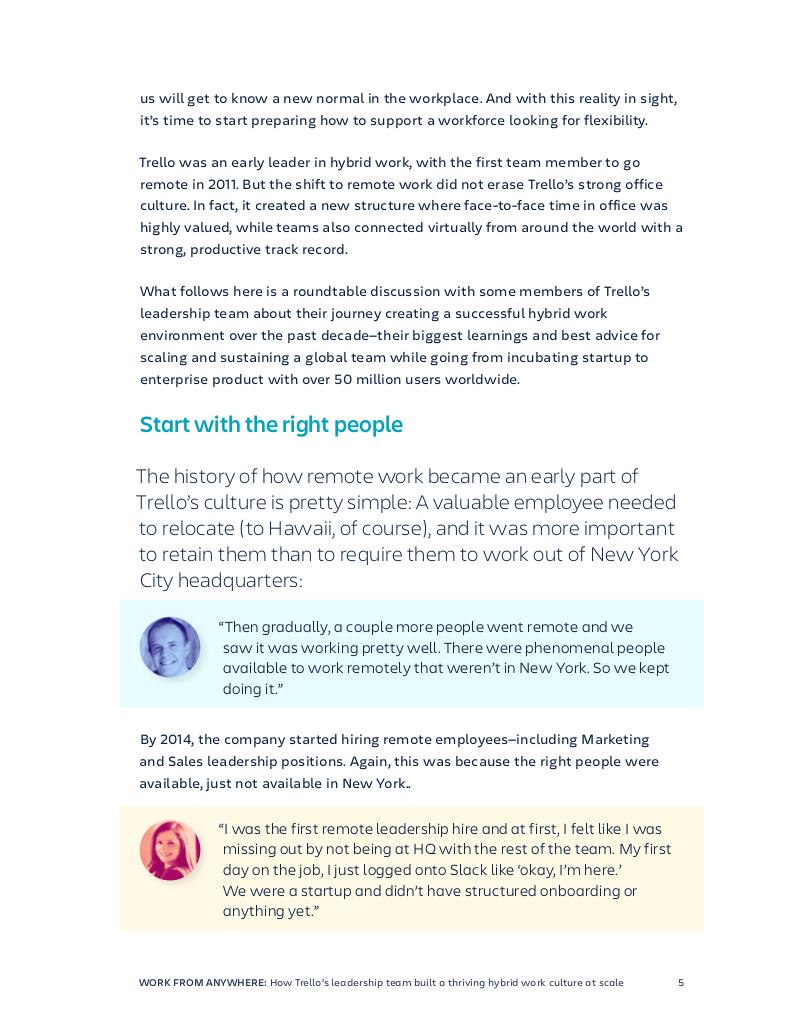 us will get to know a new normal in the workplace. And with this reality in sight,
it’s time to start preparing how to support a workforce looking for flexibility.
Trello was an early leader in hybrid work, with the first team member to go
remote in 2011. But the shift to remote work did not erase Trello’s strong office
culture. In fact, it created a new structure where face-to-face time in office was
highly valued, while teams also connected virtually from around the world with a
strong, productive track record.
What follows here is a roundtable discussion with some members of Trello’s
leadership team about their journey creating a successful hybrid work
environment over the past decade—their biggest learnings and best advice for
scaling and sustaining a global team while going from incubating startup to
enterprise product with over 50 million users worldwide.
Start with the right people
The history of how remote work became an early part of
Trello’s culture is pretty simple: A valuable employee needed
to relocate (to Hawaii, of course), and it was more important
to retain them than to require them to work out of New York
City headquarters:
“Then gradually, a couple more people went remote and we
saw it was working pretty well. There were phenomenal people
available to work remotely that weren’t in New York. So we kept
doing it.”
By 2014, the company started hiring remote employees—including Marketing
and Sales leadership positions. Again, this was because the right people were
available, just not available in New York..
“I was the first remote leadership hire and at first, I felt like I was
missing out by not being at HQ with the rest of the team. My first
day on the job, I just logged onto Slack like ‘okay, I’m here.’
We were a startup and didn’t have structured onboarding or
anything yet.”
WORK FROM ANYWHERE: How Trello’s leadership team built a thriving hybrid work culture at scale 5